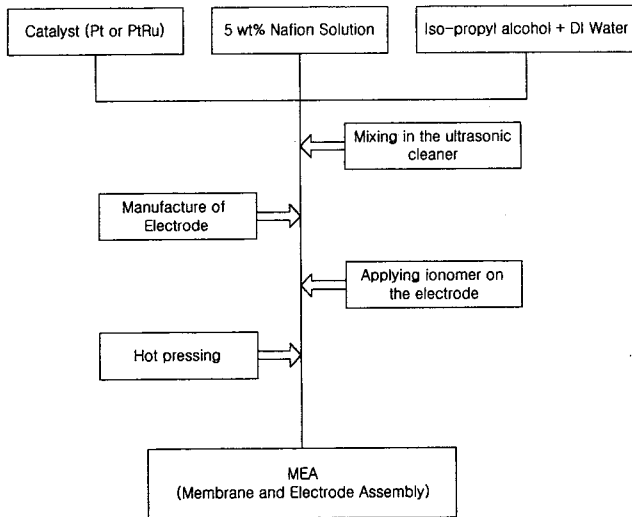 Catalyst (Pt or PtRu)
5 wt% Nafion Solution
Iso-propyl alcohol + DI Water
Mixing in the ultrasonic
cleaner
Manufacture of
Electrode
Applying ionomer on
the electrode
Hot pressing
MEA
(Membrane and Electrode Assembly)